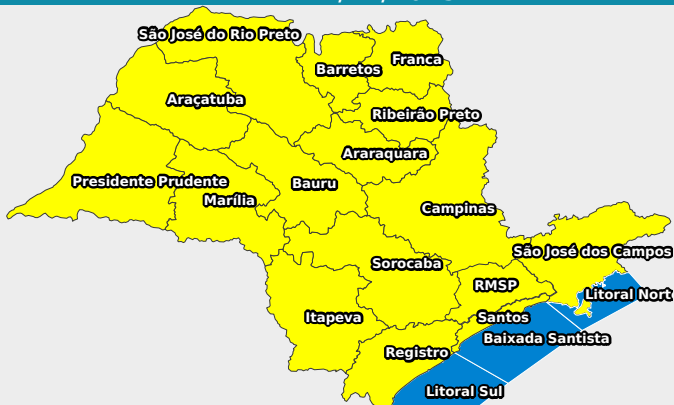 São José do Rio Preto
Franca
Barretos
Araçatuba
Ribeirão Preto
Araraquara
Presidente Prudente
Bauru
Marília
Campinas
São José dos Campos
Sorocaba
RMSP
Litoral Nort
Itapeva
Santos
Baixada Santista
Registro
Litoral Sul